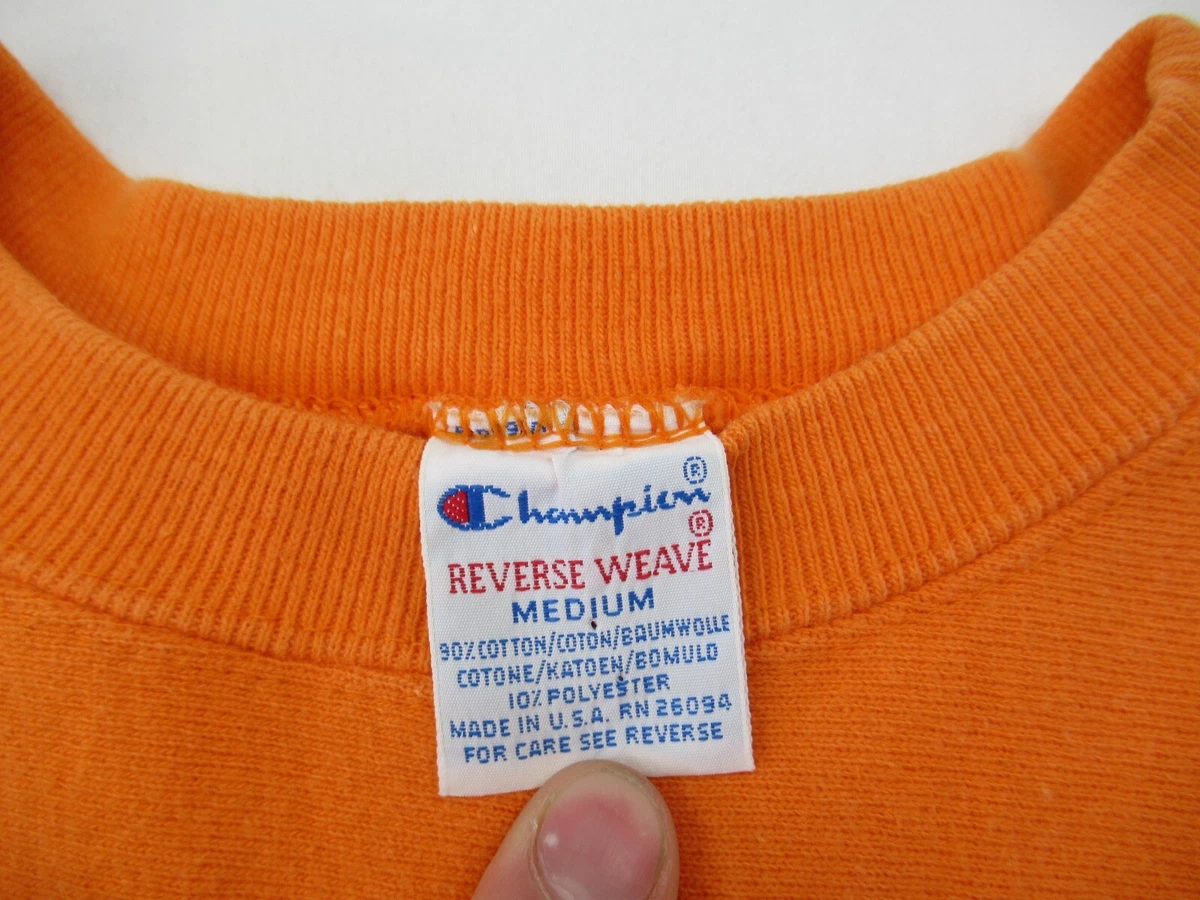 Champion®
®
REVERSE WEAVE
MEDIUM
90%COTTON/COTON/BAUMWOLLE
COTONE/KATOEN/BOMULD
10% POLYESTER
MADE IN U.S.A. RN 26094
FOR CARE SEE REVERSE